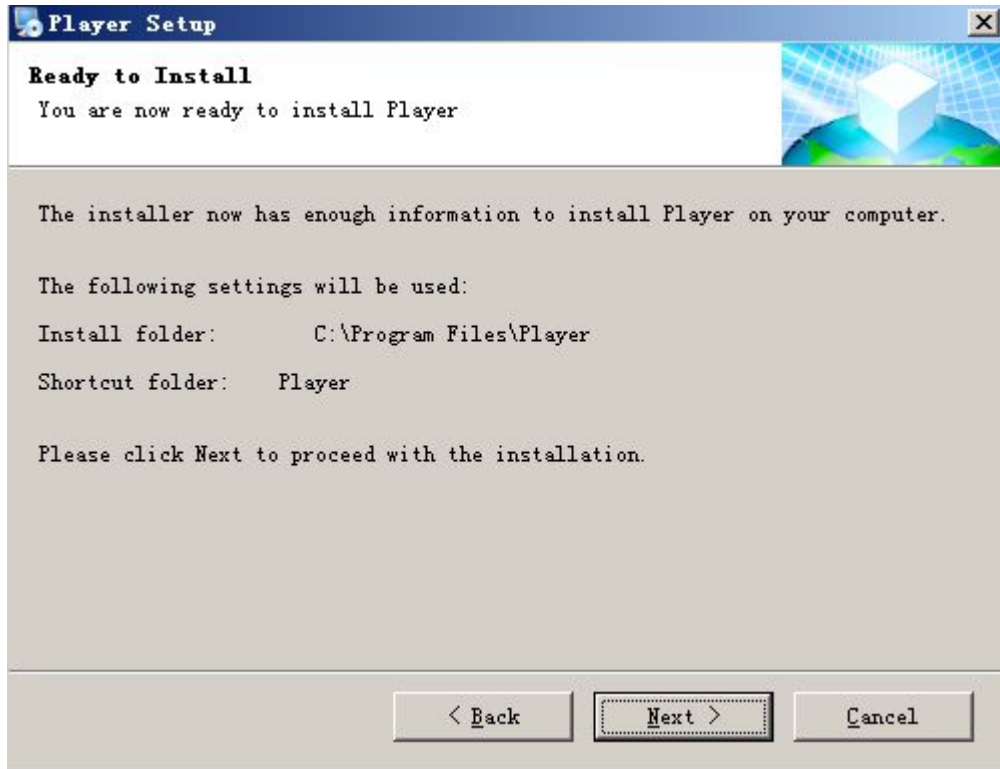 Player Setup
Ready to Install
You are now ready to install Player
The installer now has enough information to install Player on your computer.
The following settings will be used:
Install folder: C:\Program Files\Player
Shortcut folder: Player
Please click Next to proceed with the installation.
< Back Next > Cancel